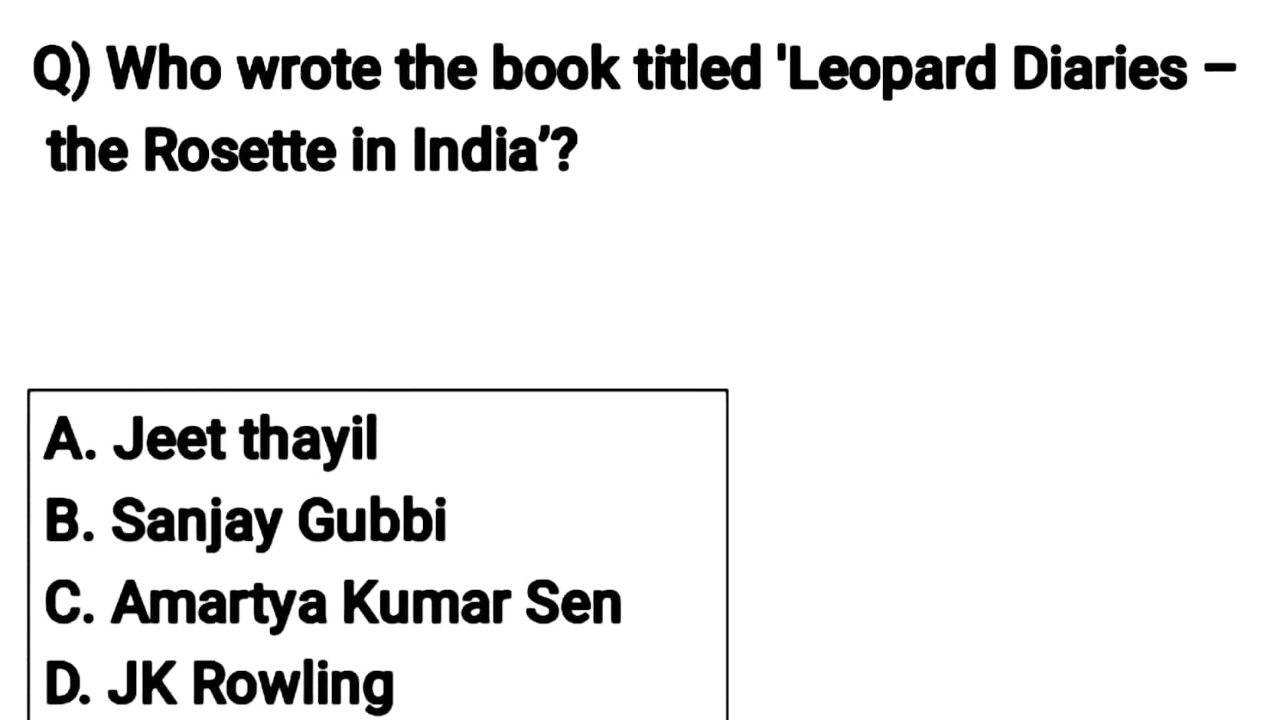 Q) Who wrote the book titled 'Leopard Diaries –
the Rosette in India’?
A. Jeet thayil
B. Sanjay Gubbi
C. Amartya Kumar Sen
D. JK Rowling